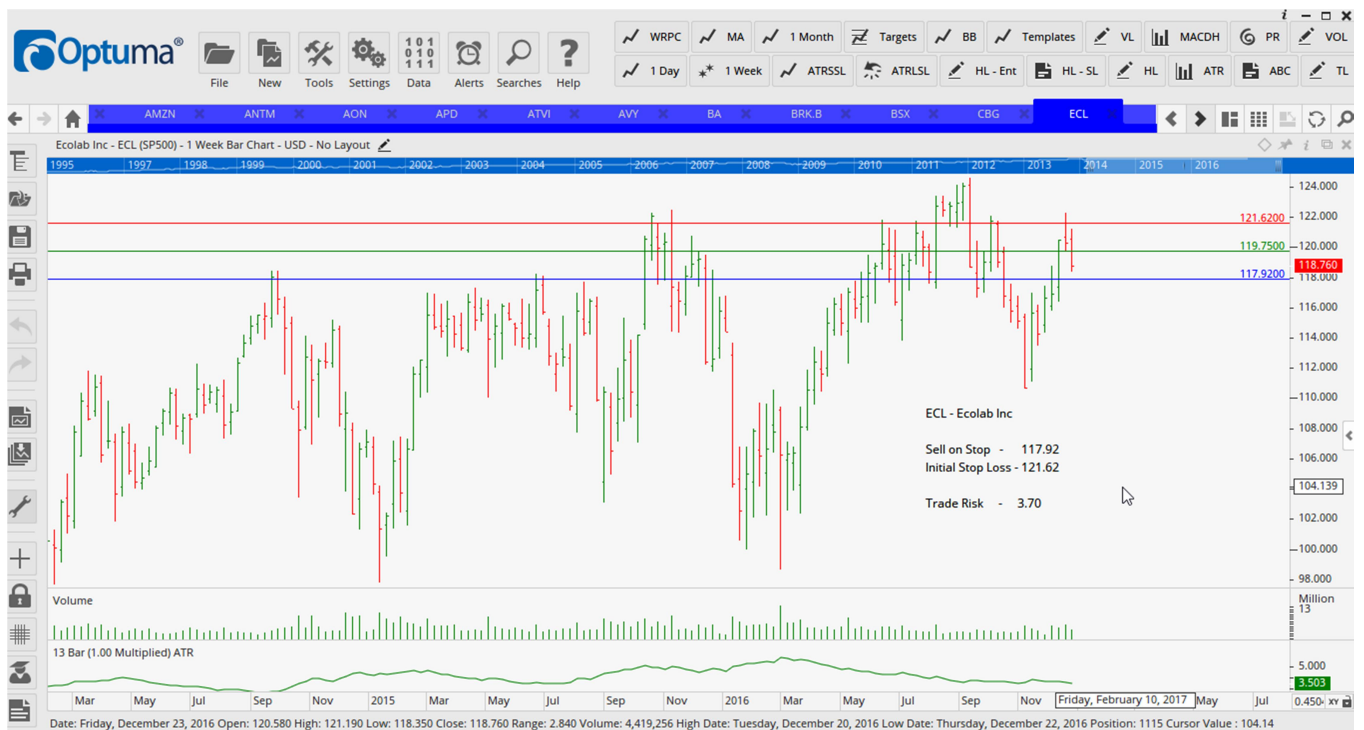 Optuma®
File New Tools Settings Data Alerts Searches Help
WRPC MA 1 Month Targets BB Templates VL MACDH PR VOL
1 Day 1 Week ATRSSL ATRLSL HL - Ent HL - SL HL ATR ABC TL
AMZN ANTM AON APD ATVI AVY BA BRK.B BSX CBG ECL
Ecolab Inc - ECL (SP500) - 1 Week Bar Chart - USD - No Layout
1995 1997 1998 1999 2000 2001 2002 2003 2004 2005 2006 2007 2008 2009 2010 2011 2012 2013 2014 2015 2016
124.000
122.000
121.6200
120.000
119.7500
118.760
118.000
117.9200
116.000
114.000
112.000
110.000
108.000
106.000
104.139
102.000
100.000
98.000
ECL - Ecolab Inc
Sell on Stop - 117.92
Initial Stop Loss - 121.62
Trade Risk - 3.70
Volume
Million
13
13 Bar (1.00 Multiplied) ATR
5.000
3.503
Mar May Jul Sep Nov 2015 Mar May Jul Sep Nov 2016 Mar May Jul Sep Nov Friday, February 10, 2017 May Jul 0.450 XY
Date: Friday, December 23, 2016 Open: 120.580 High: 121.190 Low: 118.350 Close: 118.760 Range: 2.840 Volume: 4,419,256 High Date: Tuesday, December 20, 2016 Low Date: Thursday, December 22, 2016 Position: 1115 Cursor Value : 104.14